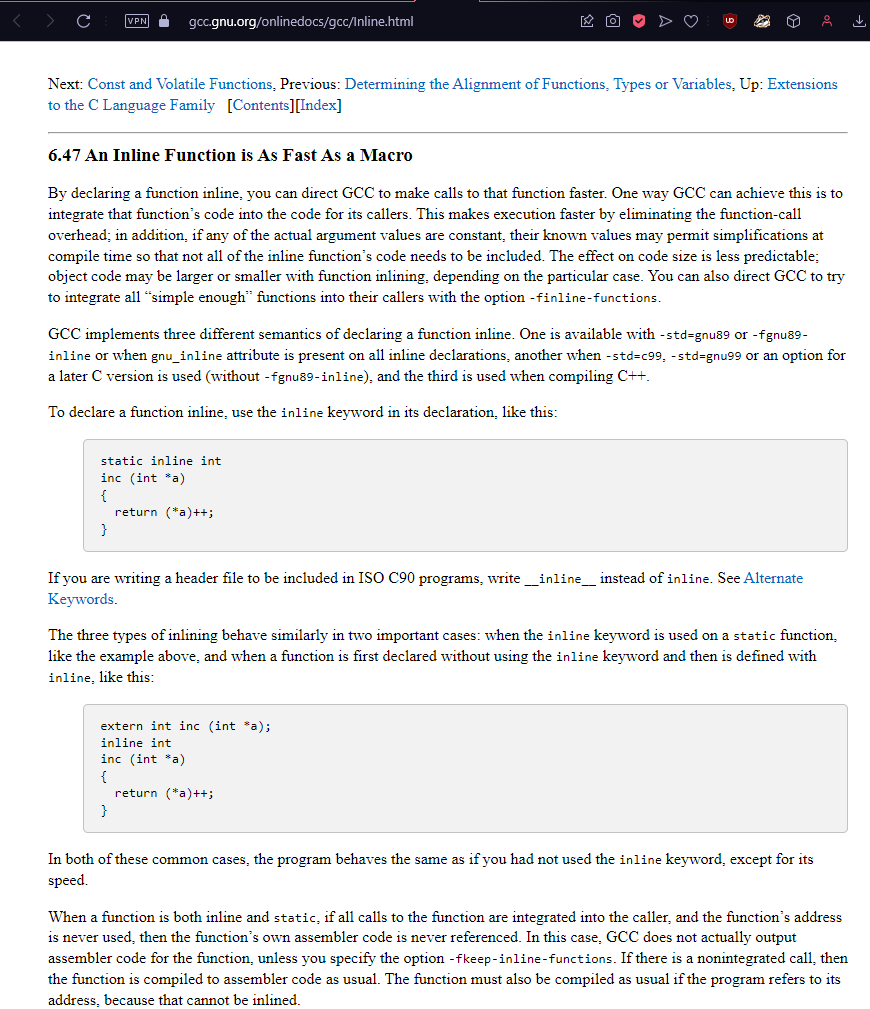 VPN gcc.gnu.org/onlinedocs/gcc/Inline.html
Next: Const and Volatile Functions, Previous: Determining the Alignment of Functions, Types or Variables, Up: Extensions
to the C Language Family [Contents][Index]
6.47 An Inline Function is As Fast As a Macro
By declaring a function inline, you can direct GCC to make calls to that function faster. One way GCC can achieve this is to
integrate that function’s code into the code for its callers. This makes execution faster by eliminating the function-call
overhead; in addition, if any of the actual argument values are constant, their known values may permit simplifications at
compile time so that not all of the inline function’s code needs to be included. The effect on code size is less predictable;
object code may be larger or smaller with function inlining, depending on the particular case. You can also direct GCC to try
to integrate all “simple enough” functions into their callers with the option -finline-functions.
GCC implements three different semantics of declaring a function inline. One is available with -std=gnu89 or -fgnu89-
inline or when gnu_inline attribute is present on all inline declarations, another when -std=c99, -std=gnu99 or an option for
a later C version is used (without -fgnu89-inline), and the third is used when compiling C++.
To declare a function inline, use the inline keyword in its declaration, like this:
static inline int
inc (int *a)
{
  return (*a)++;
}
If you are writing a header file to be included in ISO C90 programs, write __inline__ instead of inline. See Alternate
Keywords.
The three types of inlining behave similarly in two important cases: when the inline keyword is used on a static function,
like the example above, and when a function is first declared without using the inline keyword and then is defined with
inline, like this:
extern int inc (int *a);
inline int
inc (int *a)
{
  return (*a)++;
}
In both of these common cases, the program behaves the same as if you had not used the inline keyword, except for its
speed.
When a function is both inline and static, if all calls to the function are integrated into the caller, and the function’s address
is never used, then the function’s own assembler code is never referenced. In this case, GCC does not actually output
assembler code for the function, unless you specify the option -fkeep-inline-functions. If there is a nonintegrated call, then
the function is compiled to assembler code as usual. The function must also be compiled as usual if the program refers to its
address, because that cannot be inlined.